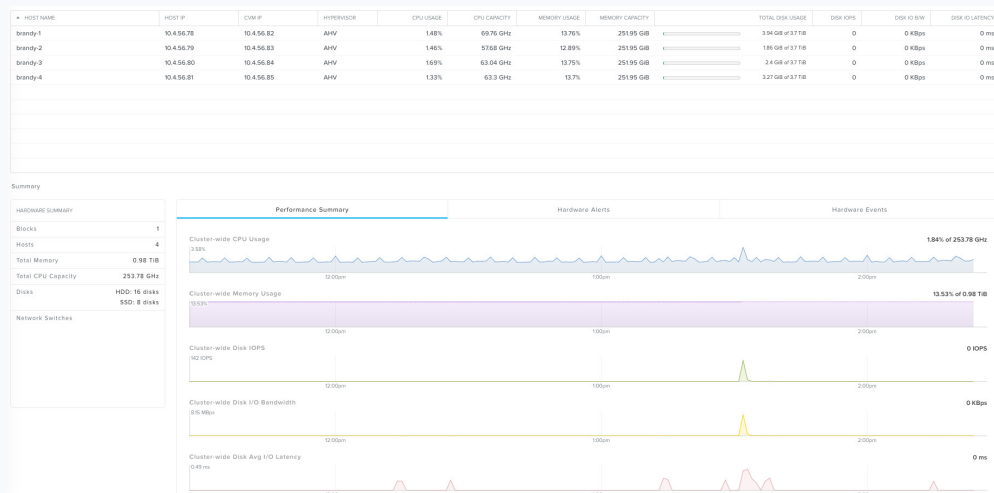 ▲ HOST NAME HOST IP CVM IP HYPERVISOR CPU USAGE CPU CAPACITY MEMORY USAGE MEMORY CAPACITY TOTAL DISK USAGE DISK IOPS DISK IO B/W DISK IO LATENCY
brandy-1 10.4.56.78 10.4.56.82 AHV 1.48% 69.76 GHz 13.76% 251.95 GiB 3.94 GiB of 3.7 TiB 0 0 KBps 0 ms
brandy-2 10.4.56.79 10.4.56.83 AHV 1.46% 57.68 GHz 12.89% 251.95 GiB 1.86 GiB of 3.7 TiB 0 0 KBps 0 ms
brandy-3 10.4.56.80 10.4.56.84 AHV 1.69% 63.04 GHz 13.75% 251.95 GiB 2.4 GiB of 3.7 TiB 0 0 KBps 0 ms
brandy-4 10.4.56.81 10.4.56.85 AHV 1.33% 63.3 GHz 13.7% 251.95 GiB 3.27 GiB of 3.7 TiB 0 0 KBps 0 ms
Summary
HARDWARE SUMMARY
Blocks 1
Hosts 4
Total Memory 0.98 TiB
Total CPU Capacity 253.78 GHz
Disks HDD: 16 disks
SSD: 8 disks
Network Switches
Performance Summary Hardware Alerts Hardware Events
Cluster-wide CPU Usage 1.84% of 253.78 GHz
3.58%
12:00pm 1:00pm 2:00pm
Cluster-wide Memory Usage 13.53% of 0.98 TiB
13.53%
12:00pm 1:00pm 2:00pm
Cluster-wide Disk IOPS 0 IOPS
142 IOPS
12:00pm 1:00pm 2:00pm
Cluster-wide Disk I/O Bandwidth 0 KBps
8.15 MBps
12:00pm 1:00pm 2:00pm
Cluster-wide Disk Avg I/O Latency 0 ms
0.49 ms